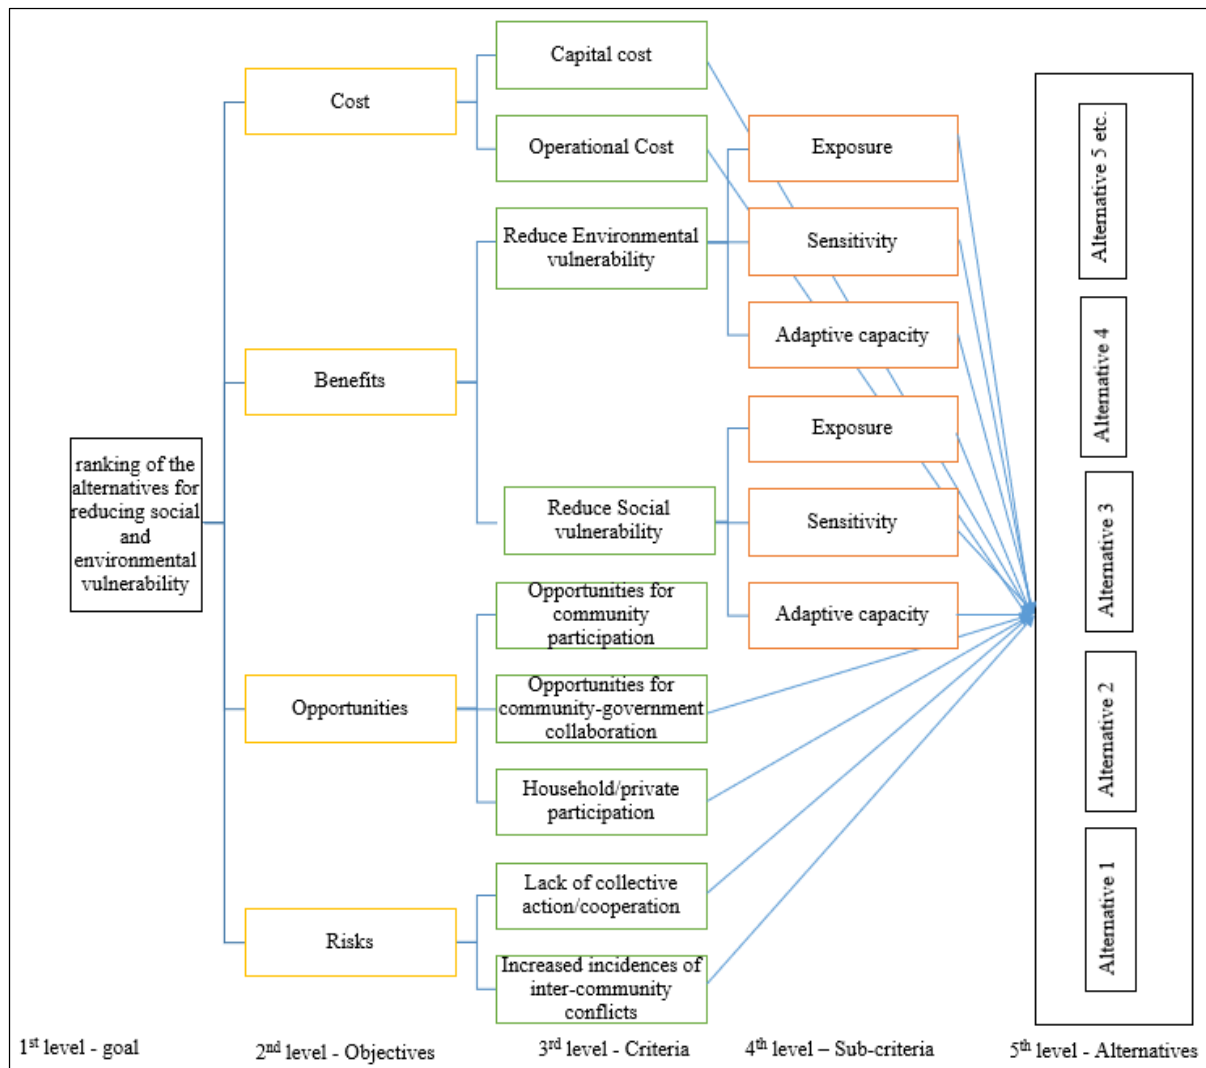 ranking of the
alternatives for
reducing social
and
environmental
vulnerability
Cost
Benefits
Opportunities
Risks
Capital cost
Operational Cost
Reduce Environmental
vulnerability
Reduce Social
vulnerability
Opportunities for
community
participation
Opportunities for
community-government
collaboration
Household/private
participation
Lack of collective
action/cooperation
Increased incidences of
inter-community
conflicts
Exposure
Sensitivity
Adaptive capacity
Exposure
Sensitivity
Adaptive capacity
Alternative 5 etc.
Alternative 4
Alternative 3
Alternative 2
Alternative 1
1st level - goal
2nd level - Objectives
3rd level - Criteria
4th level – Sub-criteria
5th level - Alternatives